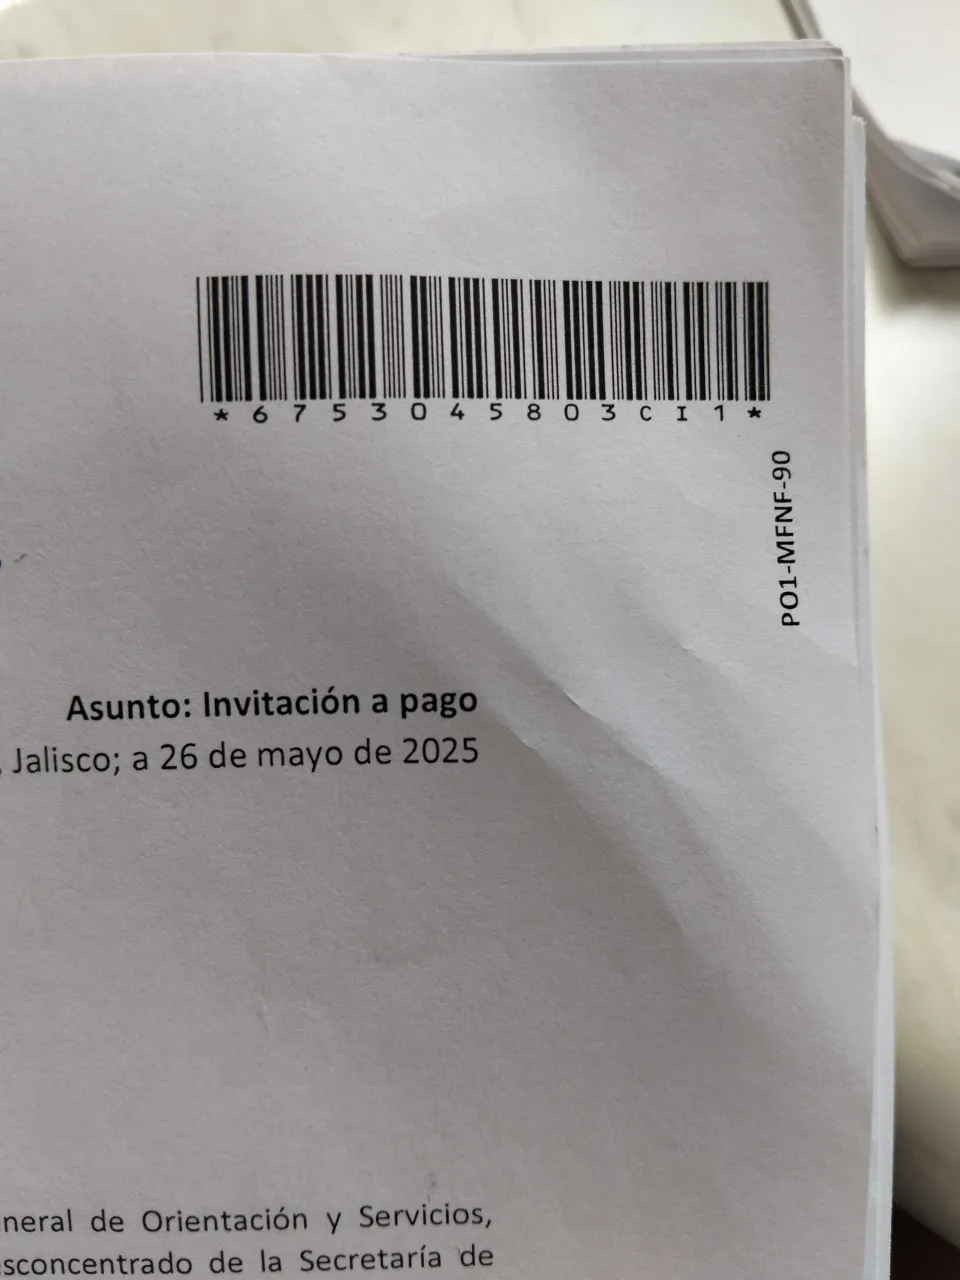 *6753045803CI1*
PO1-MFNF-90
Asunto: Invitación a pago
, Jalisco; a 26 de mayo de 2025
neral de Orientación y Servicios,
sconcentrado de la Secretaría de